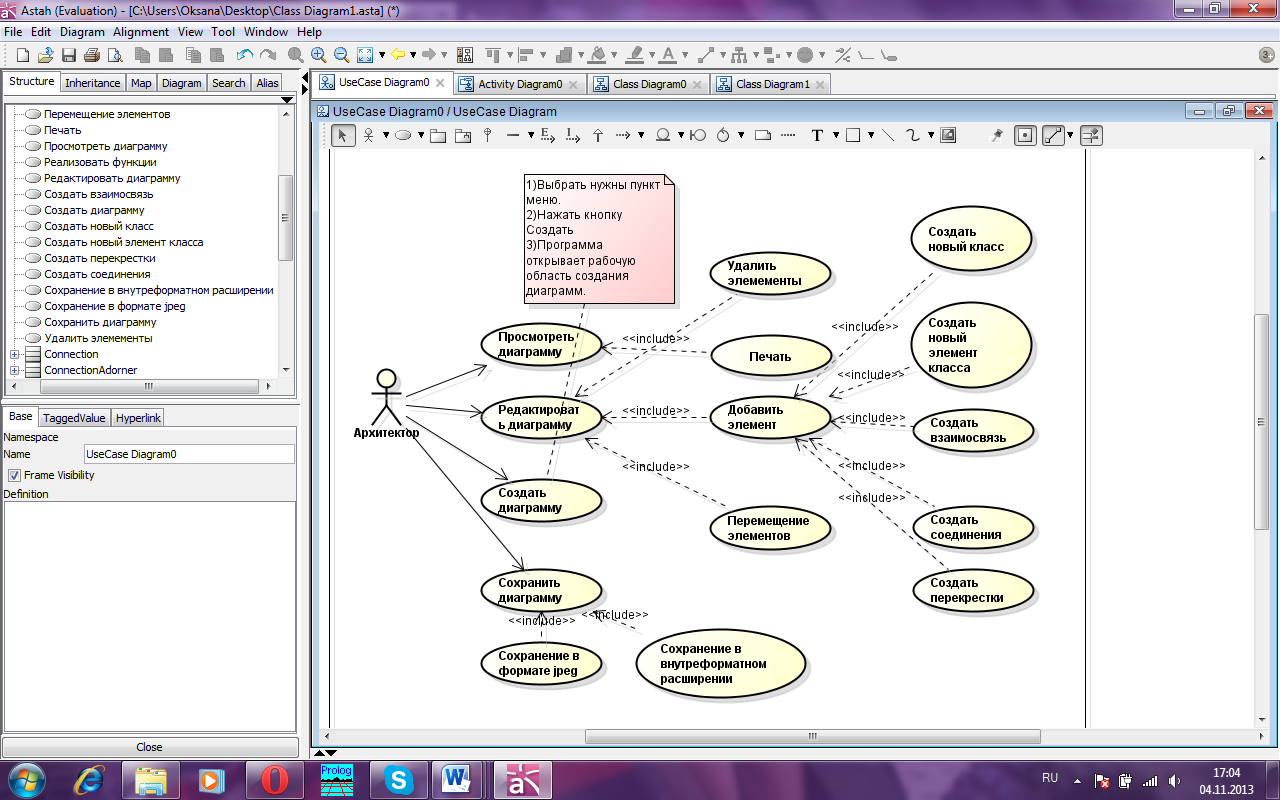 Astah (Evaluation) - [C:\Users\Oksana\Desktop\Class Diagram1.asta] (*)
File Edit Diagram Alignment View Tool Window Help
3
Structure Inheritance Map Diagram Search Alias
Перемещение элементов
Печать
Просмотреть диаграмму
Реализовать функции
Редактировать диаграмму
Создать взаимосвязь
Создать диаграмму
Создать новый класс
Создать новый элемент класса
Создать перекрестки
Создать соединения
Сохранение в внутреформатном расширении
Сохранение в формате jpeg
Сохранить диаграмму
Удалить элементы
Connection
ConnectionAdorner
Base TaggedValue Hyperlink
Namespace
Name UseCase Diagram0
Frame Visibility
Definition
Close
UseCase Diagram0 Activity Diagram0 Class Diagram0 Class Diagram1
UseCase Diagram0 / UseCase Diagram
E I T
1)Выбрать нужны пункт
меню.
2)Нажать кнопку
Создать
3)Программа
открывает рабочую
область создания
диаграмм.
Архитектор
Просмотреть
диаграмму
Редактироват
ь диаграмму
Создать
диаграмму
Сохранить
диаграмму
<<include>>
<<include>>
Сохранение в
формате jpeg
Сохранение в
внутреформатном
расширении
Удалить
элемементы
<<include>>
Печать
<<include>>
Добавить
элемент
<<include>>
Перемещение
элементов
<<include>>
<<include>>
<<include>>
<<include>>
<<include>>
Создать
новый класс
Создать
новый
элемент
класса
Создать
взаимосвязь
Создать
соединения
Создать
перекрестки
Prolog
RU
17:04
04.11.2013